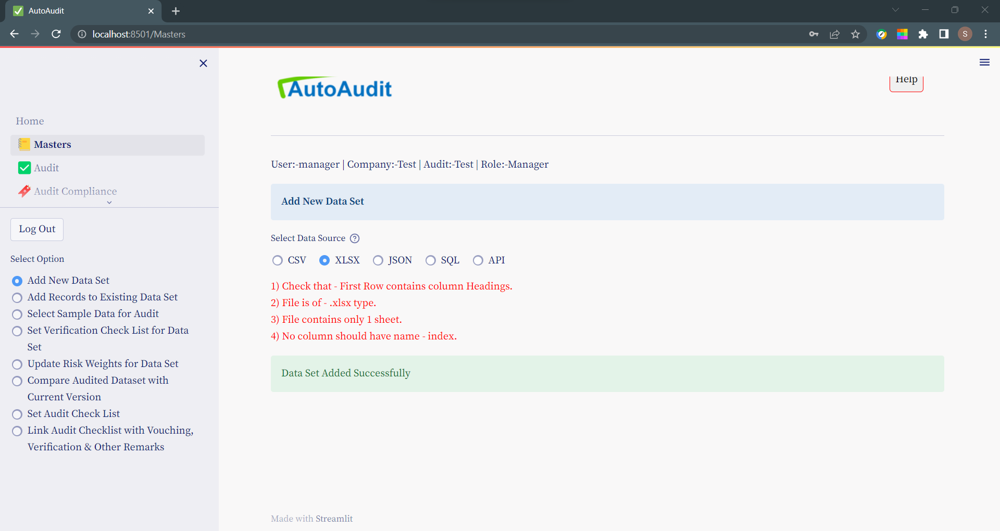 AutoAudit
localhost:8501/Masters
S
Home
Masters
Audit
Audit Compliance
Log Out
Select Option
Add New Data Set
Add Records to Existing Data Set
Select Sample Data for Audit
Set Verification Check List for Data
Set
Update Risk Weights for Data Set
Compare Audited Dataset with
Current Version
Set Audit Check List
Link Audit Checklist with Vouching,
Verification & Other Remarks
AutoAudit
Help
User:-manager | Company:-Test | Audit:-Test | Role:-Manager
Add New Data Set
Select Data Source
CSV XLSX JSON SQL API
1) Check that - First Row contains column Headings.
2) File is of - .xlsx type.
3) File contains only 1 sheet.
4) No column should have name - index.
Data Set Added Successfully
Made with Streamlit